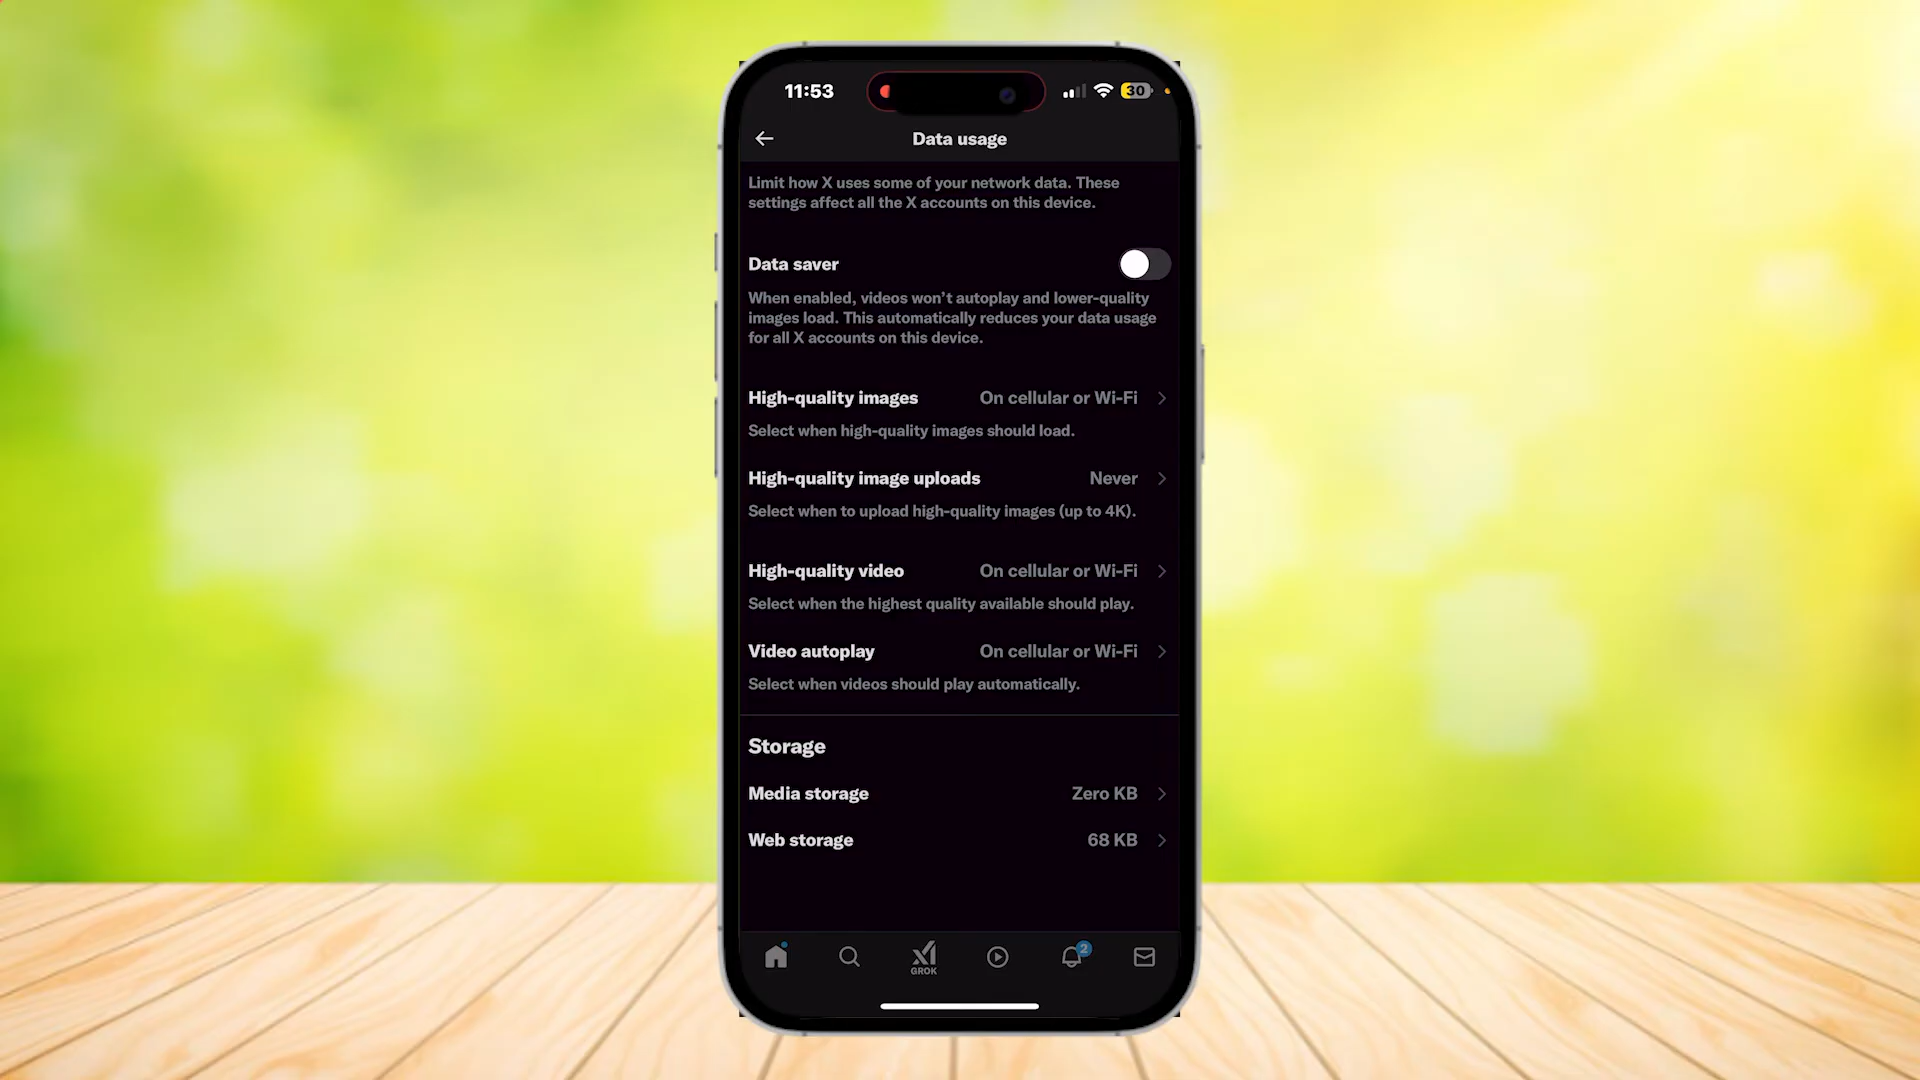 11:53
30
Data usage
Limit how X uses some of your network data. These
settings affect all the X accounts on this device.
Data saver
When enabled, videos won’t autoplay and lower-quality
images load. This automatically reduces your data usage
for all X accounts on this device.
High-quality images On cellular or Wi-Fi
Select when high-quality images should load.
High-quality image uploads Never
Select when to upload high-quality images (up to 4K).
High-quality video On cellular or Wi-Fi
Select when the highest quality available should play.
Video autoplay On cellular or Wi-Fi
Select when videos should play automatically.
Storage
Media storage Zero KB
Web storage 68 KB
2
GROK